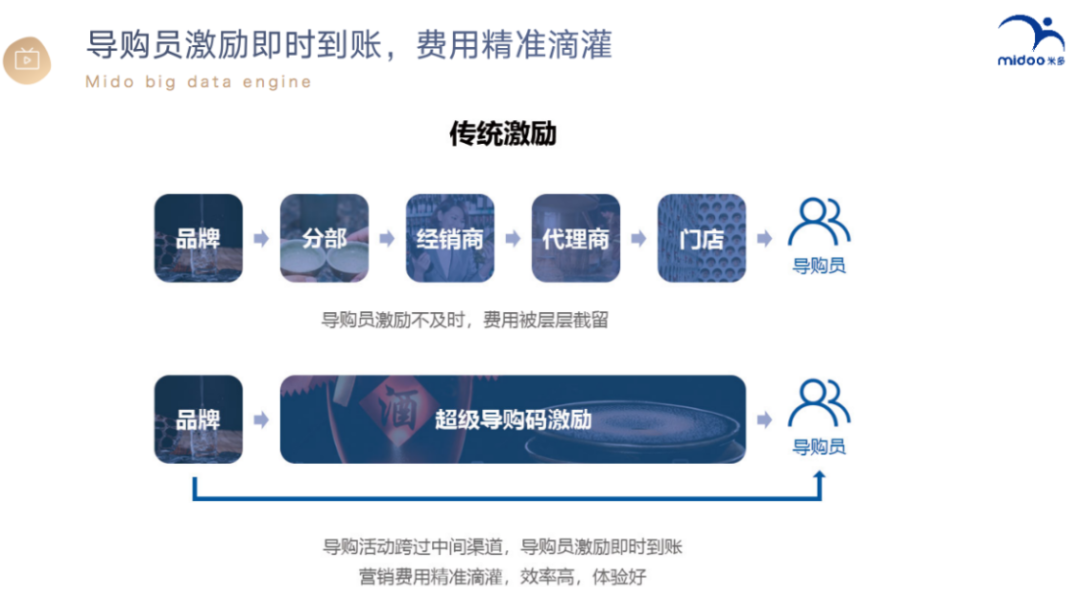 导购员激励即时到账，费用精准滴灌
Mido big data engine
midoo 米多
传统激励
品牌
分部
经销商
代理商
门店
导购员
导购员激励不及时，费用被层层截留
品牌
酒
超级导购码激励
导购员
导购活动跨过中间渠道，导购员激励即时到账
营销费用精准滴灌，效率高，体验好